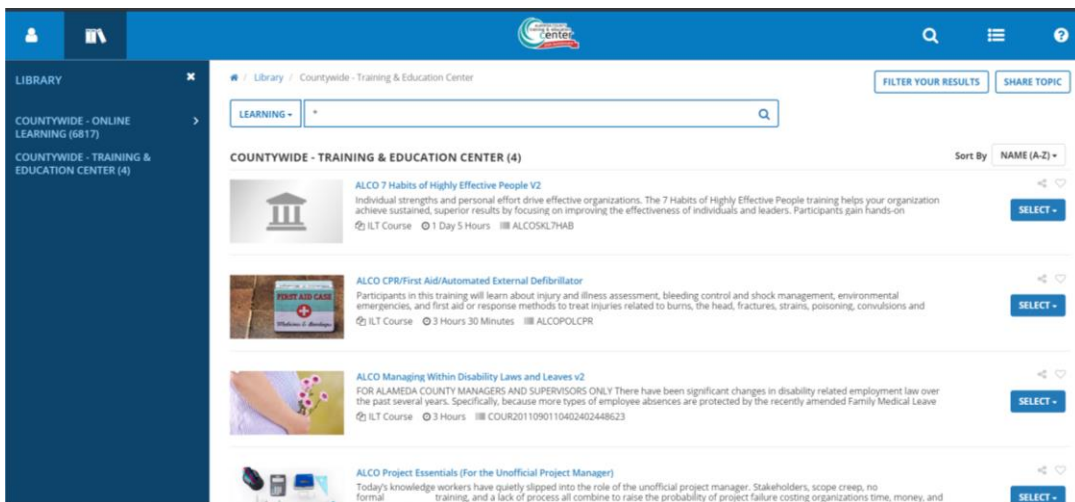 training & education
Center
LIBRARY
Library / Countywide - Training & Education Center
FILTER YOUR RESULTS
SHARE TOPIC
COUNTYWIDE - ONLINE
LEARNING (6817)
COUNTYWIDE - TRAINING &
EDUCATION CENTER (4)
LEARNING
*
COUNTYWIDE - TRAINING & EDUCATION CENTER (4)
Sort By NAME (A-Z)
ALCO 7 Habits of Highly Effective People V2
Individual strengths and personal effort drive effective organizations. The 7 Habits of Highly Effective People training helps your organization
achieve sustained, superior results by focusing on improving the effectiveness of individuals and leaders. Participants gain hands-on
ILT Course 1 Day 5 Hours ALCOSKL7HAB
SELECT
FIRST AID CASE
Medicine & Bandages
ALCO CPR/First Aid/Automated External Defibrillator
Participants in this training will learn about injury and illness assessment, bleeding control and shock management, environmental
emergencies, and first aid or response methods to treat injuries related to burns, the head, fractures, strains, poisoning, convulsions and
ILT Course 3 Hours 30 Minutes ALCOPOLCPR
SELECT
ALCO Managing Within Disability Laws and Leaves v2
FOR ALAMEDA COUNTY MANAGERS AND SUPERVISORS ONLY There have been significant changes in disability related employment law over
the past several years. Specifically, because more types of employee absences are protected by the recently amended Family Medical Leave
ILT Course 3 Hours COUR2011090110402402448623
SELECT
ALCO Project Essentials (For the Unofficial Project Manager)
Today's knowledge workers have quietly slipped into the role of the unofficial project manager. Stakeholders, scope creep, no
formal training, and a lack of process all combine to raise the probability of project failure costing organizations time, money, and
SELECT